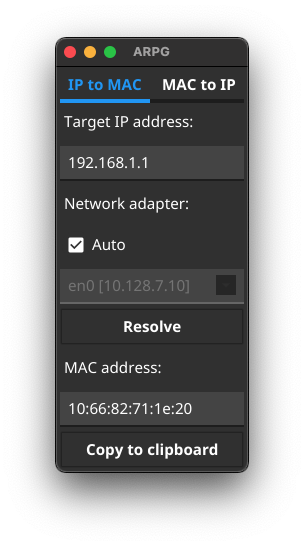 ARPG
IP to MAC MAC to IP
Target IP address:
192.168.1.1
Network adapter:
Auto
en0 [10.128.7.10]
Resolve
MAC address:
10:66:82:71:1e:20
Copy to clipboard